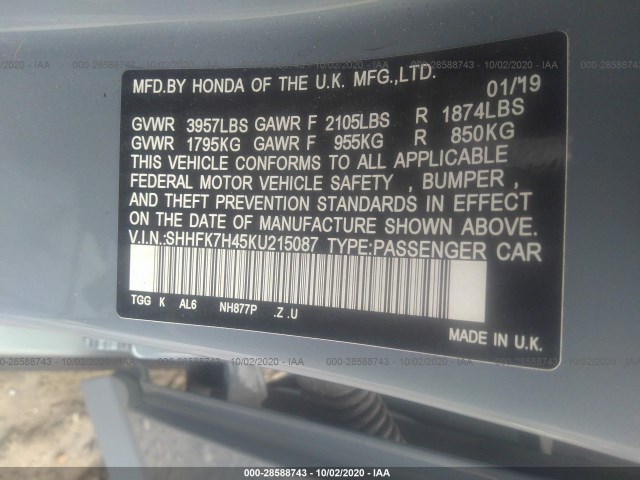 MFD.BY HONDA OF THE U.K. MFG.,LTD. 01/19
GVWR 3957LBS GAWR F 2105LBS R 1874LBS
GVWR 1795KG GAWR F 955KG R 850KG
THIS VEHICLE CONFORMS TO ALL APPLICABLE
FEDERAL MOTOR VEHICLE SAFETY , BUMPER ,
AND THEFT PREVENTION STANDARDS IN EFFECT
ON THE DATE OF MANUFACTURE SHOWN ABOVE.
V.I.N.:SHHFK7H45KU215087 TYPE:PASSENGER CAR
TGG K AL6 NH877P .Z .U
MADE IN U.K.
000-28588743 - 10/02/2020 - IAA